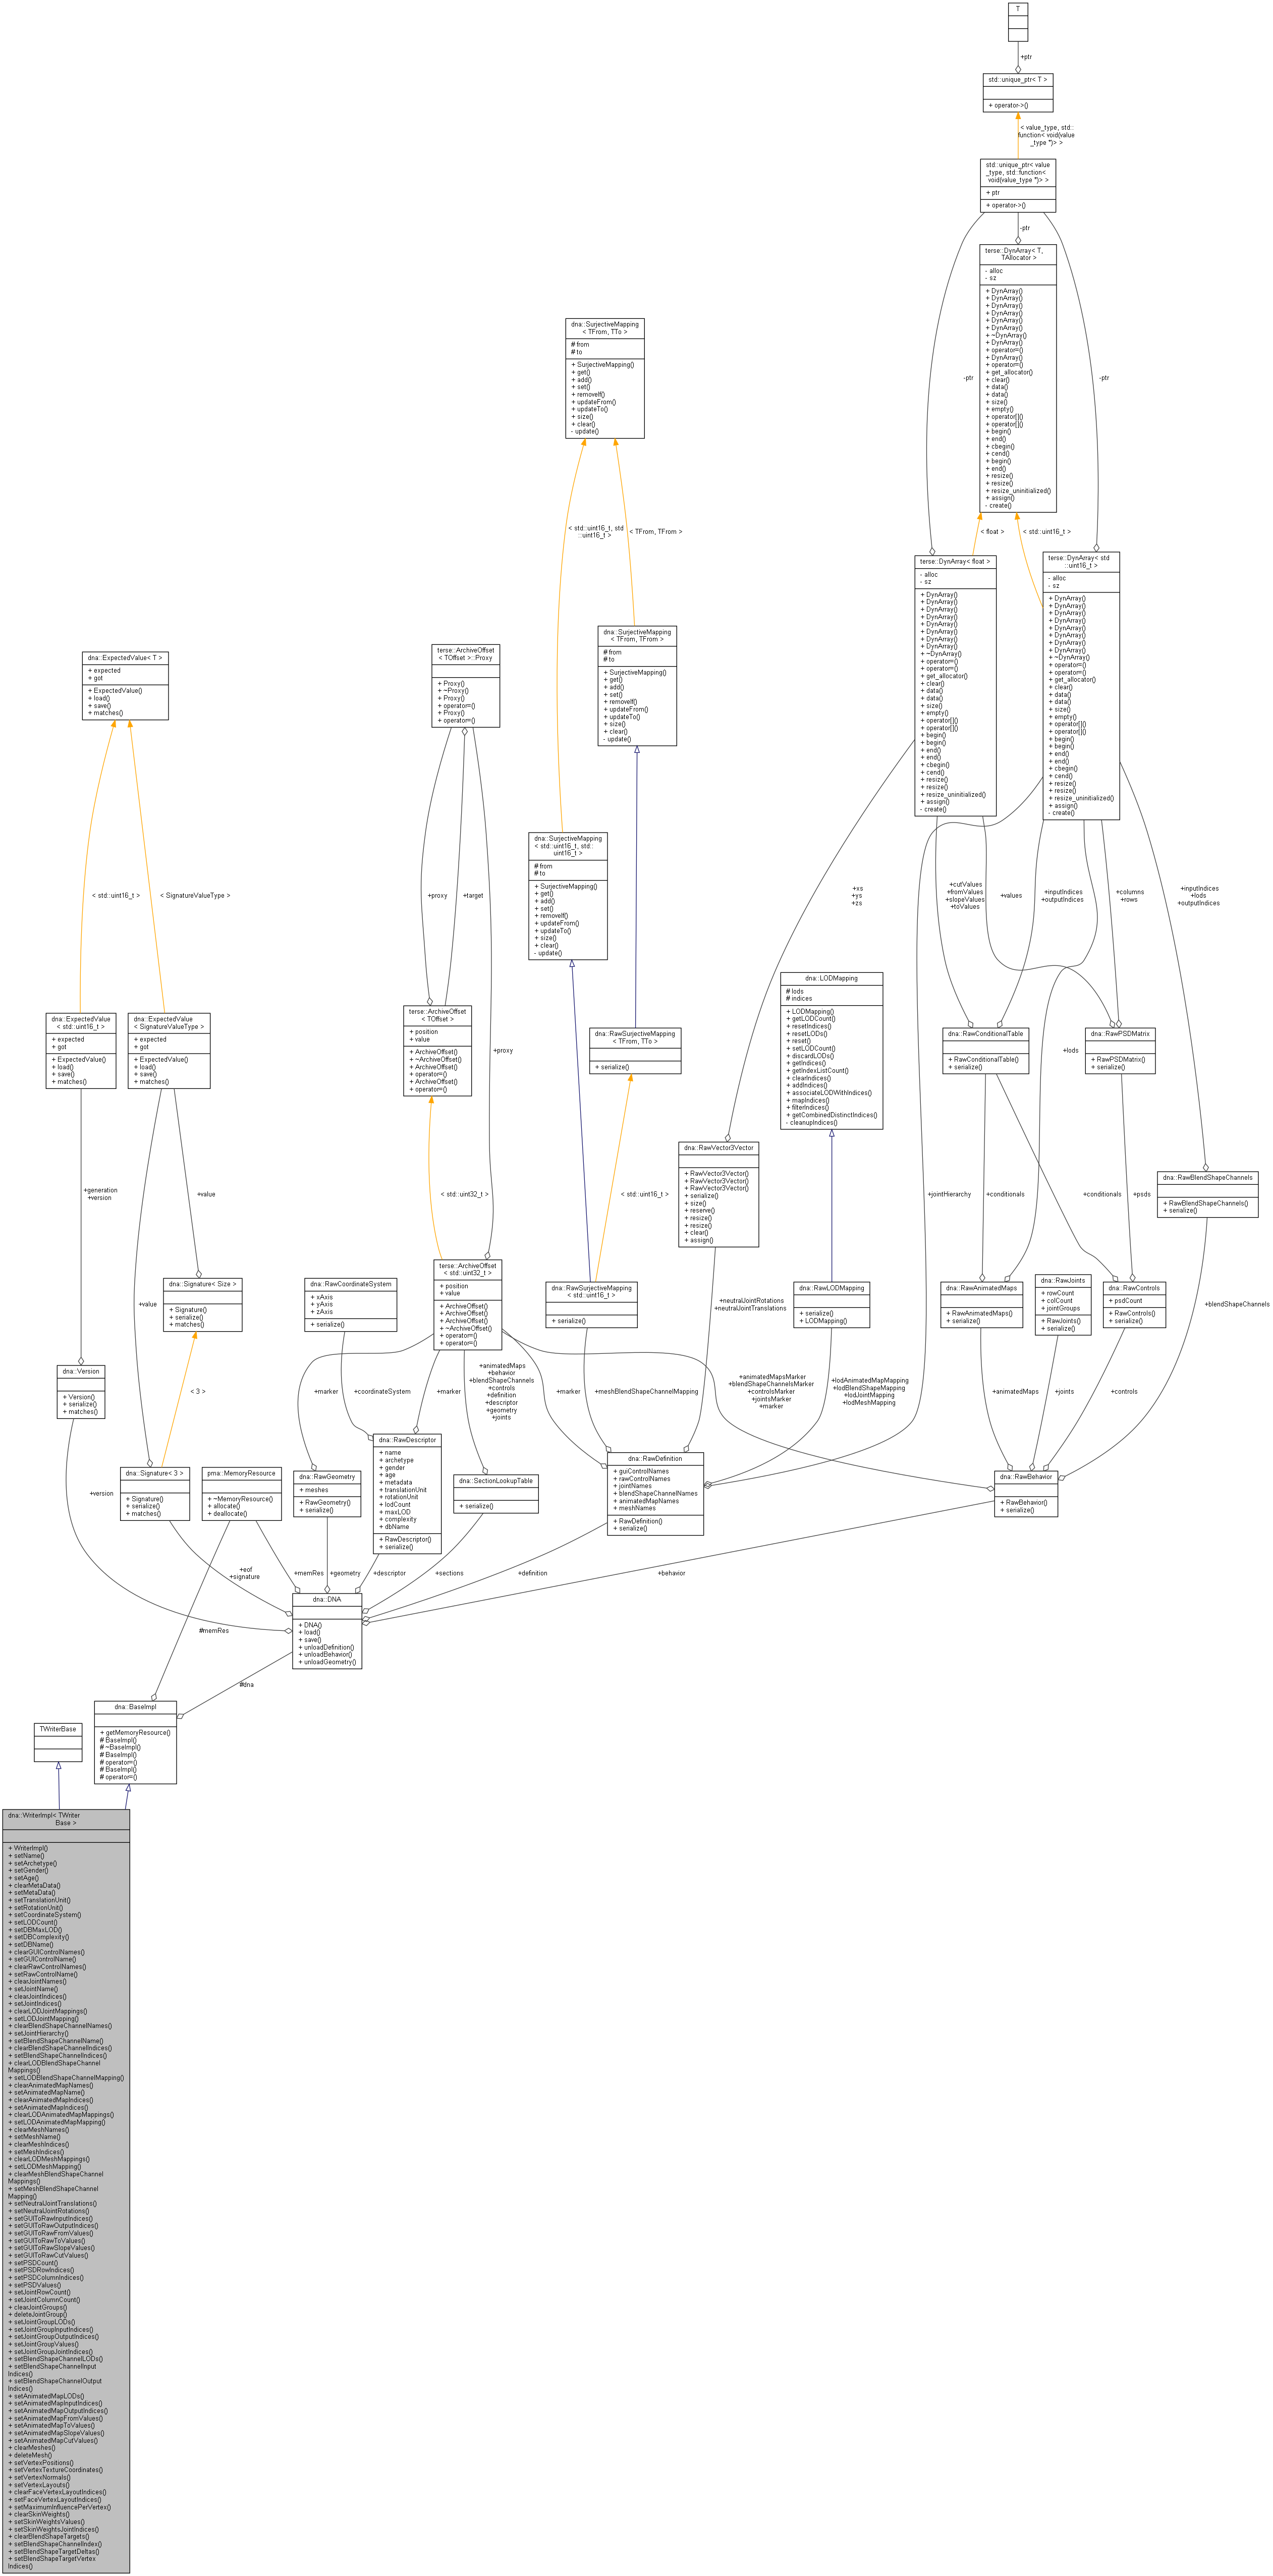 T
+ptr
std::unique_ptr< T >
+ operator->()
< value_type, std::
function< void(value
_type *)> >
std::unique_ptr< value
_type, std::function<
void(value_type *)> >
+ ptr
+ operator->()
-ptr
-ptr
-ptr
terse::DynArray< T,
TAllocator >
- alloc
- sz
+ DynArray()
+ DynArray()
+ DynArray()
+ DynArray()
+ DynArray()
+ DynArray()
+ ~DynArray()
+ DynArray()
+ operator=()
+ DynArray()
+ operator=()
+ get_allocator()
+ clear()
+ data()
+ data()
+ size()
+ empty()
+ operator[]()
+ operator[]()
+ begin()
+ end()
+ cbegin()
+ cend()
+ begin()
+ end()
+ resize()
+ resize()
+ resize_uninitialized()
+ assign()
- create()
< float >
< std::uint16_t >
dna::SurjectiveMapping
< TFrom, TTo >
# from
# to
+ SurjectiveMapping()
+ get()
+ add()
+ set()
+ removeIf()
+ updateFrom()
+ updateTo()
+ size()
+ clear()
- update()
< std::uint16_t, std
::uint16_t >
< TFrom, TFrom >
terse::DynArray< float >
- alloc
- sz
+ DynArray()
+ DynArray()
+ DynArray()
+ DynArray()
+ DynArray()
+ DynArray()
+ DynArray()
+ DynArray()
+ ~DynArray()
+ operator=()
+ operator=()
+ get_allocator()
+ clear()
+ data()
+ data()
+ size()
+ empty()
+ operator[]()
+ operator[]()
+ begin()
+ begin()
+ end()
+ end()
+ cbegin()
+ cend()
+ resize()
+ resize()
+ resize_uninitialized()
+ assign()
- create()
terse::DynArray< std
::uint16_t >
- alloc
- sz
+ DynArray()
+ DynArray()
+ DynArray()
+ DynArray()
+ DynArray()
+ DynArray()
+ DynArray()
+ DynArray()
+ ~DynArray()
+ operator=()
+ operator=()
+ get_allocator()
+ clear()
+ data()
+ data()
+ size()
+ empty()
+ operator[]()
+ operator[]()
+ begin()
+ begin()
+ end()
+ end()
+ cbegin()
+ cend()
+ resize()
+ resize()
+ resize_uninitialized()
+ assign()
- create()
dna::ExpectedValue< T >
+ expected
+ got
+ ExpectedValue()
+ load()
+ save()
+ matches()
terse::ArchiveOffset
< TOffset >::Proxy
+ Proxy()
+ ~Proxy()
+ Proxy()
+ operator=()
+ Proxy()
+ operator=()
dna::SurjectiveMapping
< TFrom, TFrom >
# from
# to
+ SurjectiveMapping()
+ get()
+ add()
+ set()
+ removeIf()
+ updateFrom()
+ updateTo()
+ size()
+ clear()
- update()
dna::SurjectiveMapping
< std::uint16_t, std::
uint16_t >
# from
# to
+ SurjectiveMapping()
+ get()
+ add()
+ set()
+ removeIf()
+ updateFrom()
+ updateTo()
+ size()
+ clear()
- update()
< std::uint16_t >
< SignatureValueType >
+proxy
+target
+xs
+ys
+zs
+cutValues
+fromValues
+slopeValues
+toValues
+values
+inputIndices
+outputIndices
+columns
+rows
+inputIndices
+lods
+outputIndices
dna::ExpectedValue
< std::uint16_t >
+ expected
+ got
+ ExpectedValue()
+ load()
+ save()
+ matches()
dna::ExpectedValue
< SignatureValueType >
+ expected
+ got
+ ExpectedValue()
+ load()
+ save()
+ matches()
terse::ArchiveOffset
< TOffset >
+ position
+ value
+ ArchiveOffset()
+ ~ArchiveOffset()
+ ArchiveOffset()
+ operator=()
+ ArchiveOffset()
+ operator=()
+proxy
dna::RawSurjectiveMapping
< TFrom, TTo >
+ serialize()
dna::LODMapping
# lods
# indices
+ LODMapping()
+ getLODCount()
+ resetIndices()
+ resetLODs()
+ reset()
+ setLODCount()
+ discardLODs()
+ getIndices()
+ getIndexListCount()
+ clearIndices()
+ addIndices()
+ associateLODWithIndices()
+ mapIndices()
+ filterIndices()
+ getCombinedDistinctIndices()
- cleanupIndices()
dna::RawConditionalTable
+ RawConditionalTable()
+ serialize()
+lods
dna::RawPSDMatrix
+ RawPSDMatrix()
+ serialize()
+generation
+version
+value
< std::uint32_t >
dna::RawVector3Vector
+ RawVector3Vector()
+ RawVector3Vector()
+ RawVector3Vector()
+ serialize()
+ size()
+ reserve()
+ resize()
+ resize()
+ clear()
+ assign()
< std::uint16_t >
+jointHierarchy
+conditionals
+conditionals
+psds
dna::RawBlendShapeChannels
+ RawBlendShapeChannels()
+ serialize()
dna::Signature< Size >
+ Signature()
+ serialize()
+ matches()
+value
dna::RawCoordinateSystem
+ xAxis
+ yAxis
+ zAxis
+ serialize()
terse::ArchiveOffset
< std::uint32_t >
+ position
+ value
+ ArchiveOffset()
+ ArchiveOffset()
+ ArchiveOffset()
+ ~ArchiveOffset()
+ operator=()
+ operator=()
dna::RawSurjectiveMapping
< std::uint16_t >
+ serialize()
+neutralJointRotations
+neutralJointTranslations
dna::RawLODMapping
+ serialize()
+ LODMapping()
dna::RawAnimatedMaps
+ RawAnimatedMaps()
+ serialize()
dna::RawJoints
+ rowCount
+ colCount
+ jointGroups
+ RawJoints()
+ serialize()
dna::RawControls
+ psdCount
+ RawControls()
+ serialize()
+blendShapeChannels
dna::Version
+ Version()
+ serialize()
+ matches()
< 3 >
+marker
+coordinateSystem
+marker
+animatedMaps
+behavior
+blendShapeChannels
+controls
+definition
+descriptor
+geometry
+joints
+marker
+meshBlendShapeChannelMapping
+animatedMapsMarker
+blendShapeChannelsMarker
+controlsMarker
+jointsMarker
+marker
+lodAnimatedMapMapping
+lodBlendShapeMapping
+lodJointMapping
+lodMeshMapping
+animatedMaps
+joints
+controls
dna::Signature< 3 >
+ Signature()
+ serialize()
+ matches()
pma::MemoryResource
+ ~MemoryResource()
+ allocate()
+ deallocate()
dna::RawGeometry
+ meshes
+ RawGeometry()
+ serialize()
dna::RawDescriptor
+ name
+ archetype
+ gender
+ age
+ metadata
+ translationUnit
+ rotationUnit
+ lodCount
+ maxLOD
+ complexity
+ dbName
+ RawDescriptor()
+ serialize()
dna::SectionLookupTable
+ serialize()
dna::RawDefinition
+ guiControlNames
+ rawControlNames
+ jointNames
+ blendShapeChannelNames
+ animatedMapNames
+ meshNames
+ RawDefinition()
+ serialize()
dna::RawBehavior
+ RawBehavior()
+ serialize()
+version
+eof
+signature
+memRes
+geometry
+descriptor
+sections
+definition
+behavior
dna::DNA
+ DNA()
+ load()
+ save()
+ unloadDefinition()
+ unloadBehavior()
+ unloadGeometry()
#memRes
#dna
TWriterBase
dna::BaseImpl
+ getMemoryResource()
# BaseImpl()
# ~BaseImpl()
# BaseImpl()
# operator=()
# BaseImpl()
# operator=()
dna::WriterImpl< TWriter
Base >
+ WriterImpl()
+ setName()
+ setArchetype()
+ setGender()
+ setAge()
+ clearMetaData()
+ setMetaData()
+ setTranslationUnit()
+ setRotationUnit()
+ setCoordinateSystem()
+ setLODCount()
+ setDBMaxLOD()
+ setDBComplexity()
+ setDBName()
+ clearGUIControlNames()
+ setGUIControlName()
+ clearRawControlNames()
+ setRawControlName()
+ clearJointNames()
+ setJointName()
+ clearJointIndices()
+ setJointIndices()
+ clearLODJointMappings()
+ setLODJointMapping()
+ clearBlendShapeChannelNames()
+ setJointHierarchy()
+ setBlendShapeChannelName()
+ clearBlendShapeChannelIndices()
+ setBlendShapeChannelIndices()
+ clearLODBlendShapeChannel
Mappings()
+ setLODBlendShapeChannelMapping()
+ clearAnimatedMapNames()
+ setAnimatedMapName()
+ clearAnimatedMapIndices()
+ setAnimatedMapIndices()
+ clearLODAnimatedMapMappings()
+ setLODAnimatedMapMapping()
+ clearMeshNames()
+ setMeshName()
+ clearMeshIndices()
+ setMeshIndices()
+ clearLODMeshMappings()
+ setLODMeshMapping()
+ clearMeshBlendShapeChannel
Mappings()
+ setMeshBlendShapeChannel
Mapping()
+ setNeutralJointTranslations()
+ setNeutralJointRotations()
+ setGUIToRawInputIndices()
+ setGUIToRawOutputIndices()
+ setGUIToRawFromValues()
+ setGUIToRawToValues()
+ setGUIToRawSlopeValues()
+ setGUIToRawCutValues()
+ setPSDCount()
+ setPSDRowIndices()
+ setPSDColumnIndices()
+ setPSDValues()
+ setJointRowCount()
+ setJointColumnCount()
+ clearJointGroups()
+ deleteJointGroup()
+ setJointGroupLODs()
+ setJointGroupInputIndices()
+ setJointGroupOutputIndices()
+ setJointGroupValues()
+ setJointGroupJointIndices()
+ setBlendShapeChannelLODs()
+ setBlendShapeChannelInput
Indices()
+ setBlendShapeChannelOutput
Indices()
+ setAnimatedMapLODs()
+ setAnimatedMapInputIndices()
+ setAnimatedMapOutputIndices()
+ setAnimatedMapFromValues()
+ setAnimatedMapToValues()
+ setAnimatedMapSlopeValues()
+ setAnimatedMapCutValues()
+ clearMeshes()
+ deleteMesh()
+ setVertexPositions()
+ setVertexTextureCoordinates()
+ setVertexNormals()
+ setVertexLayouts()
+ clearFaceVertexLayoutIndices()
+ setFaceVertexLayoutIndices()
+ setMaximumInfluencePerVertex()
+ clearSkinWeights()
+ setSkinWeightsValues()
+ setSkinWeightsJointIndices()
+ clearBlendShapeTargets()
+ setBlendShapeChannelIndex()
+ setBlendShapeTargetDeltas()
+ setBlendShapeTargetVertex
Indices()